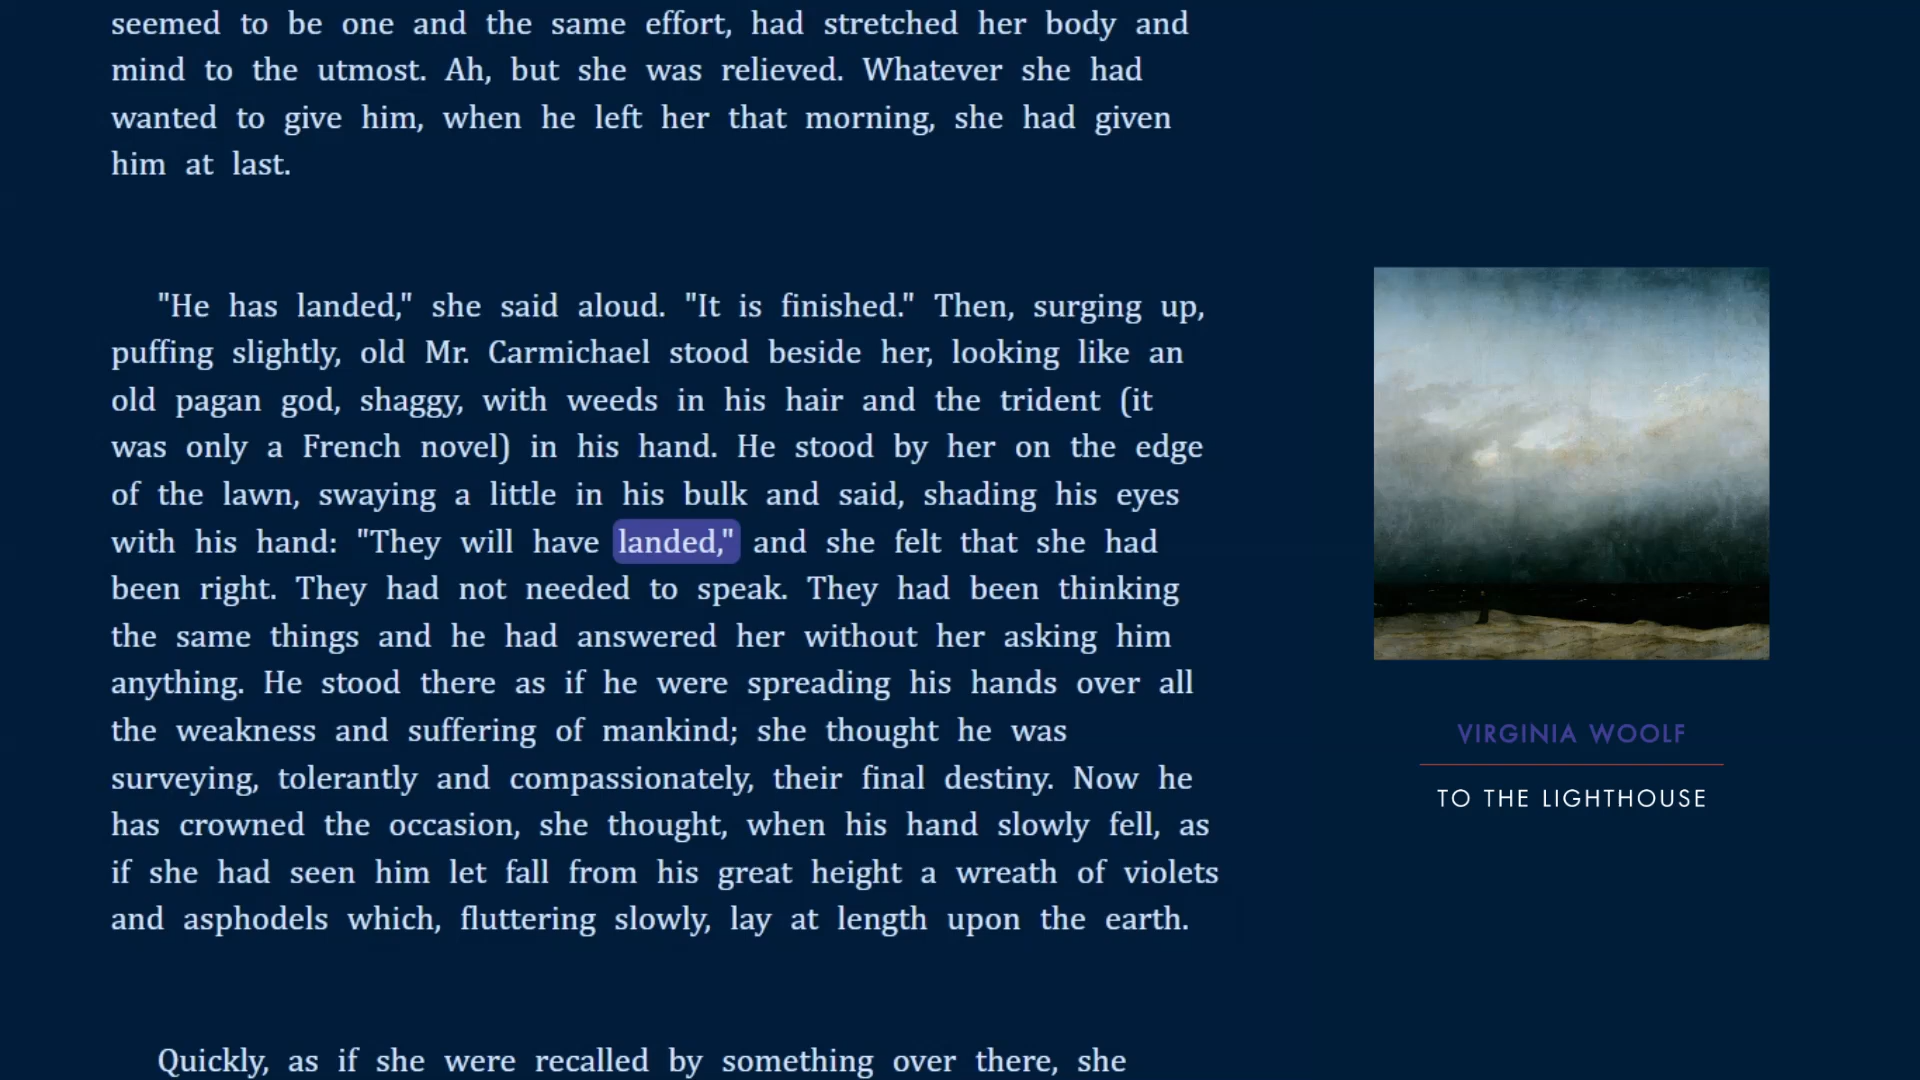 seemed to be one and the same effort, had stretched her body and
mind to the utmost. Ah, but she was relieved. Whatever she had
wanted to give him, when he left her that morning, she had given
him at last.
"He has landed," she said aloud. "It is finished." Then, surging up,
puffing slightly, old Mr. Carmichael stood beside her, looking like an
old pagan god, shaggy, with weeds in his hair and the trident (it
was only a French novel) in his hand. He stood by her on the edge
of the lawn, swaying a little in his bulk and said, shading his eyes
with his hand: "They will have landed," and she felt that she had
been right. They had not needed to speak. They had been thinking
the same things and he had answered her without her asking him
anything. He stood there as if he were spreading his hands over all
the weakness and suffering of mankind; she thought he was
surveying, tolerantly and compassionately, their final destiny. Now he
has crowned the occasion, she thought, when his hand slowly fell, as
if she had seen him let fall from his great height a wreath of violets
and asphodels which, fluttering slowly, lay at length upon the earth.
Quickly, as if she were recalled by something over there, she
VIRGINIA WOOLF
TO THE LIGHTHOUSE